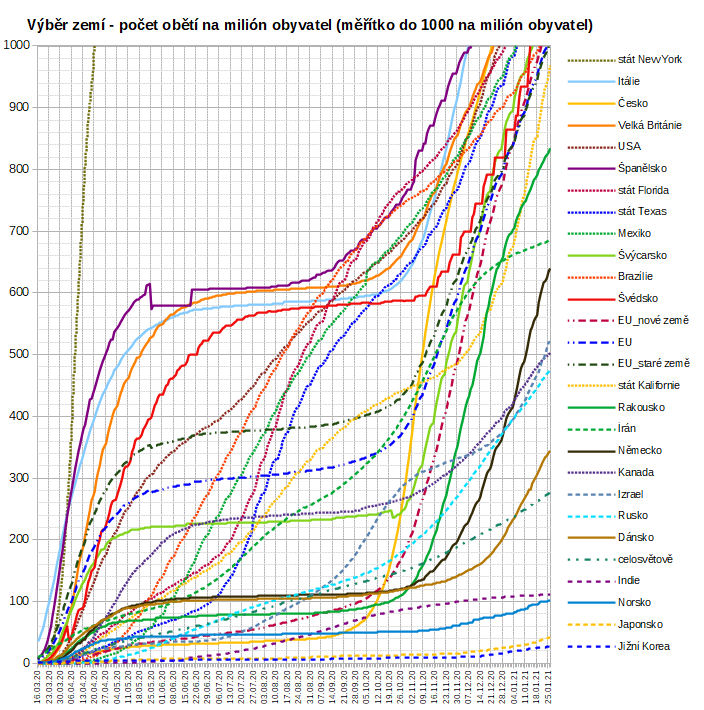 Výběr zemí - počet obětí na milión obyvatel (měřítko do 1000 na milión obyvatel)
1000
900
800
700
600
500
400
300
200
100
0
16.03.20
23.03.20
30.03.20
06.04.20
13.04.20
20.04.20
27.04.20
04.05.20
11.05.20
18.05.20
25.05.20
01.06.20
08.06.20
15.06.20
22.06.20
29.06.20
06.07.20
13.07.20
20.07.20
27.07.20
03.08.20
10.08.20
17.08.20
24.08.20
31.08.20
07.09.20
14.09.20
21.09.20
28.09.20
05.10.20
12.10.20
19.10.20
26.10.20
02.11.20
09.11.20
16.11.20
23.11.20
30.11.20
07.12.20
14.12.20
21.12.20
28.12.20
04.01.21
11.01.21
18.01.21
25.01.21
stát NewYork
Itálie
Česko
Velká Británie
USA
Španělsko
stát Florida
stát Texas
Mexiko
Švýcarsko
Brazílie
Švédsko
EU_nové země
EU
EU_staré země
stát Kalifornie
Rakousko
Írán
Německo
Kanada
Izrael
Rusko
Dánsko
celosvětově
Indie
Norsko
Japonsko
Jižní Korea